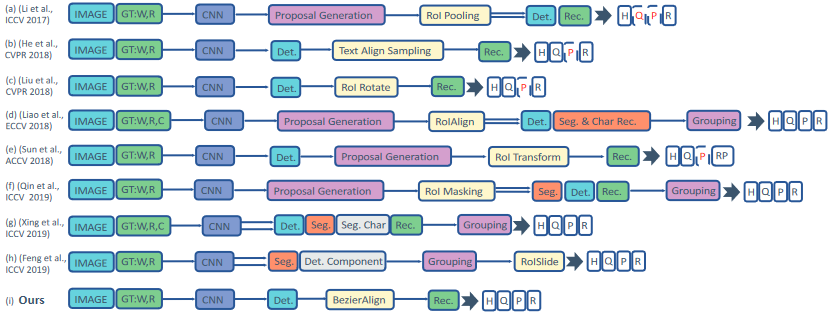 (a) (Li et al., ICCV 2017) IMAGE GT:W,R CNN Proposal Generation RoI Pooling Det. Rec. H Q P R
(b) (He et al., CVPR 2018) IMAGE GT:W,R CNN Det. Text Align Sampling Rec. H Q P R
(c) (Liu et al., CVPR 2018) IMAGE GT:W,R CNN Det. RoI Rotate Rec. H Q P R
(d) (Liao et al., ECCV 2018) IMAGE GT:W,R,C CNN Proposal Generation RoIAlign Det. Seg. & Char Rec. Grouping H Q P R
(e) (Sun et al., ACCV 2018) IMAGE GT:W,R CNN Det. Proposal Generation RoI Transform Rec. H Q P RP
(f) (Qin et al., ICCV 2019) IMAGE GT:W,R CNN Proposal Generation RoI Masking Seg. Det. Rec. Grouping H Q P R
(g) (Xing et al., ICCV 2019) IMAGE GT:W,R,C CNN Det. Seg. Seg. Char Rec. Grouping H Q P R
(h) (Feng et al., ICCV 2019) IMAGE GT:W,R CNN Seg. Det. Component Grouping RoISlide H Q P R
(i) Ours IMAGE GT:W,R CNN Det. BezierAlign Rec. H Q P R